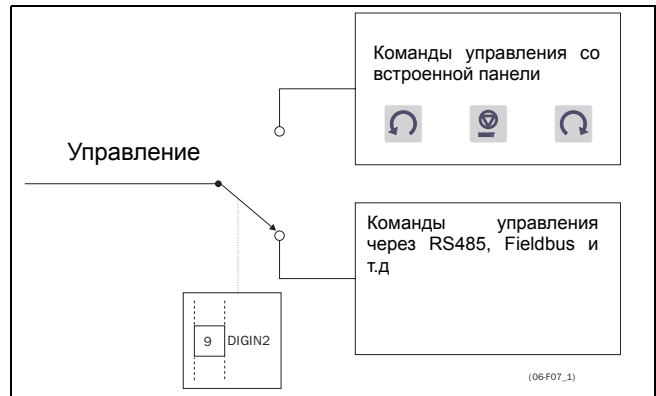 Команды управления со
встроенной панели
Управление
Команды управления
через RS485, Fieldbus и
т.д
9 DIGIN2
(06-F07_1)